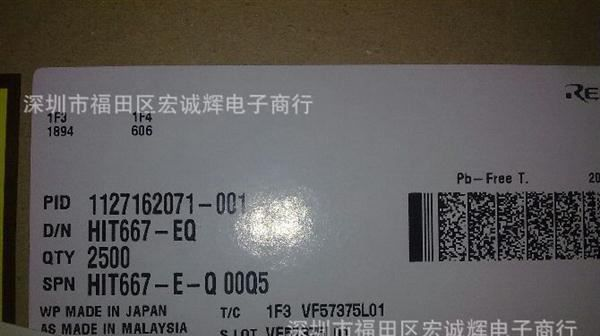 深圳市福田区宏诚辉电子商行
1F3 1F4
1894 606
Pb-Free T. 20
PID 1127162071-001
D/N HIT667-EQ
QTY 2500
SPN HIT667-E-Q 00Q5
WP MADE IN JAPAN T/C 1F3 VF57375L01
AS MADE IN MALAYSIA
深圳市福田区宏诚辉电子商行